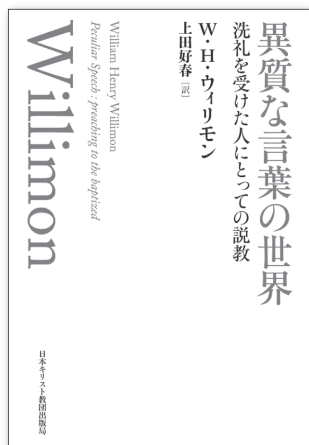 異質な言葉の世界
洗礼を受けた人にとっての説教
W・H・ウィリモン
上田好春［訳］
William Henry Willimon
Peculiar Speech : preaching to the baptized
Willimon
日本キリスト教団出版局